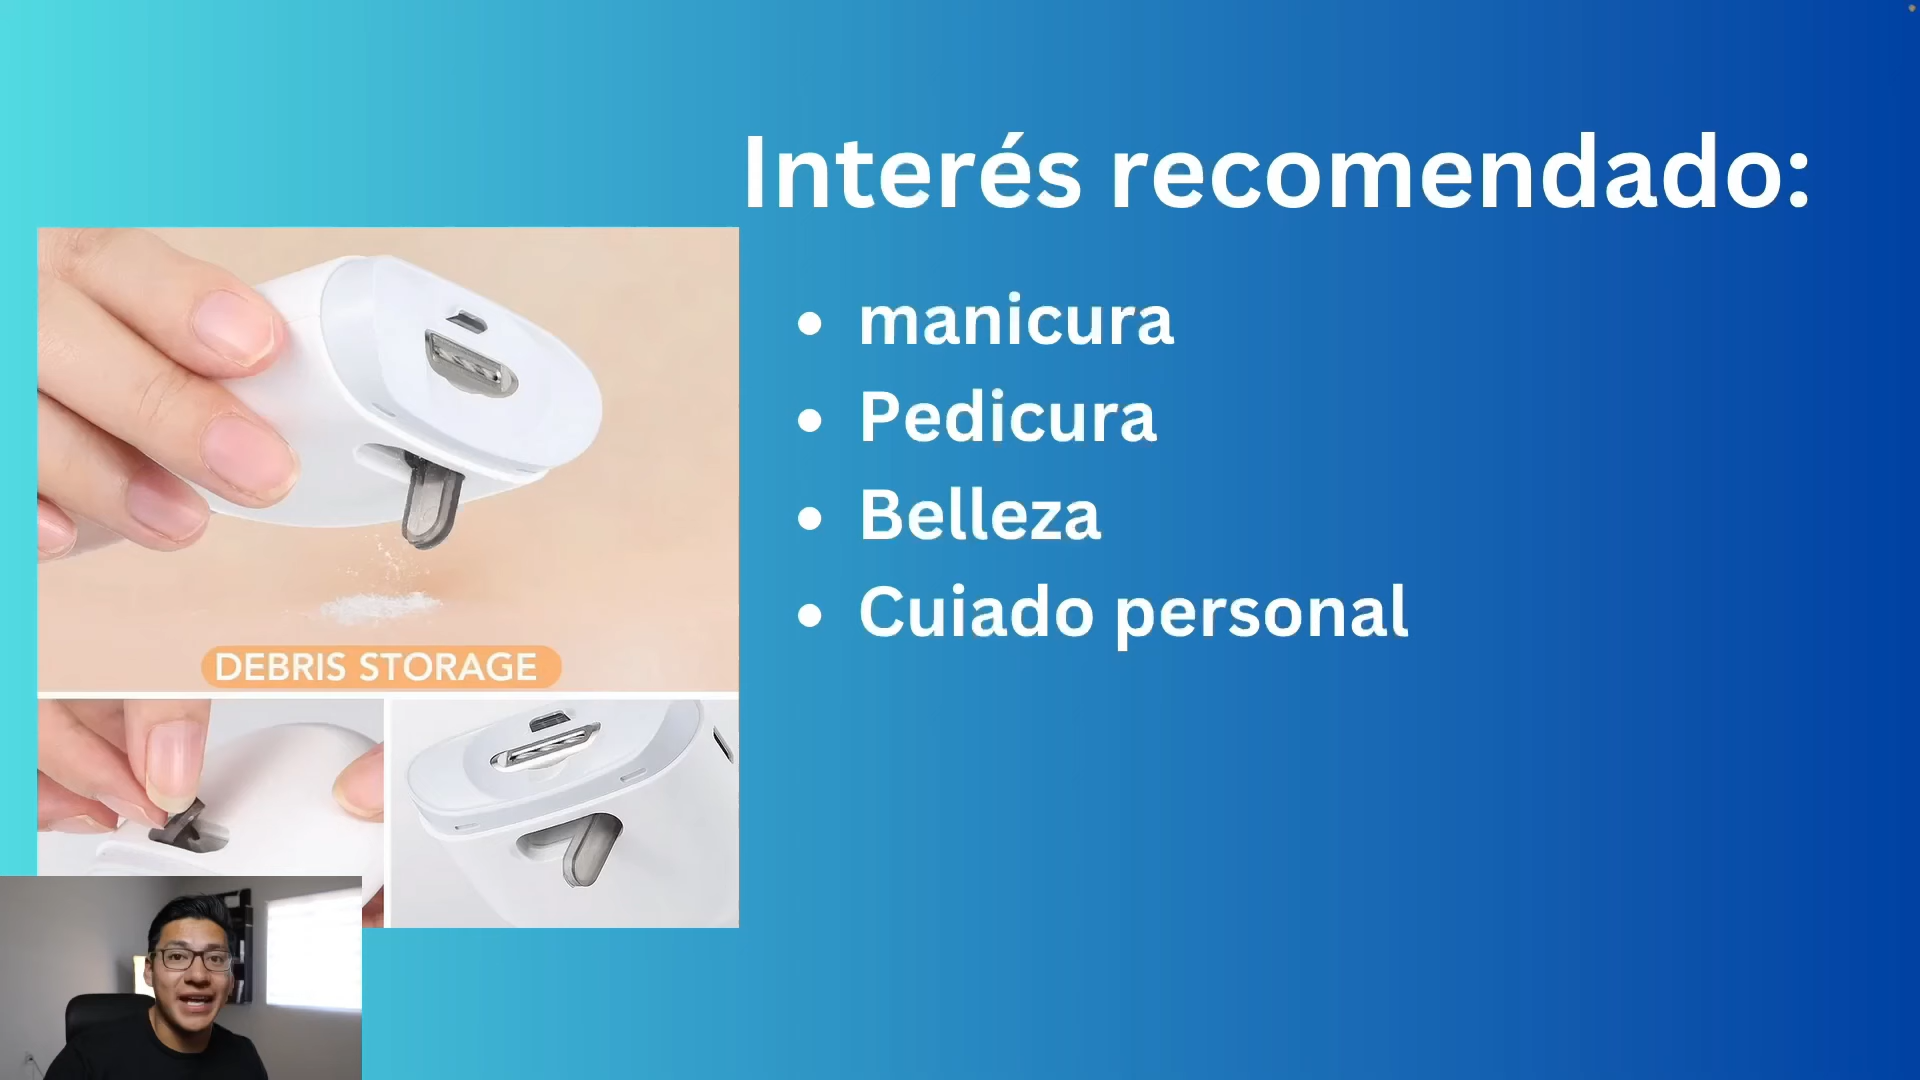 Interés recomendado:
manicura
Pedicura
Belleza
Cuiado personal
DEBRIS STORAGE